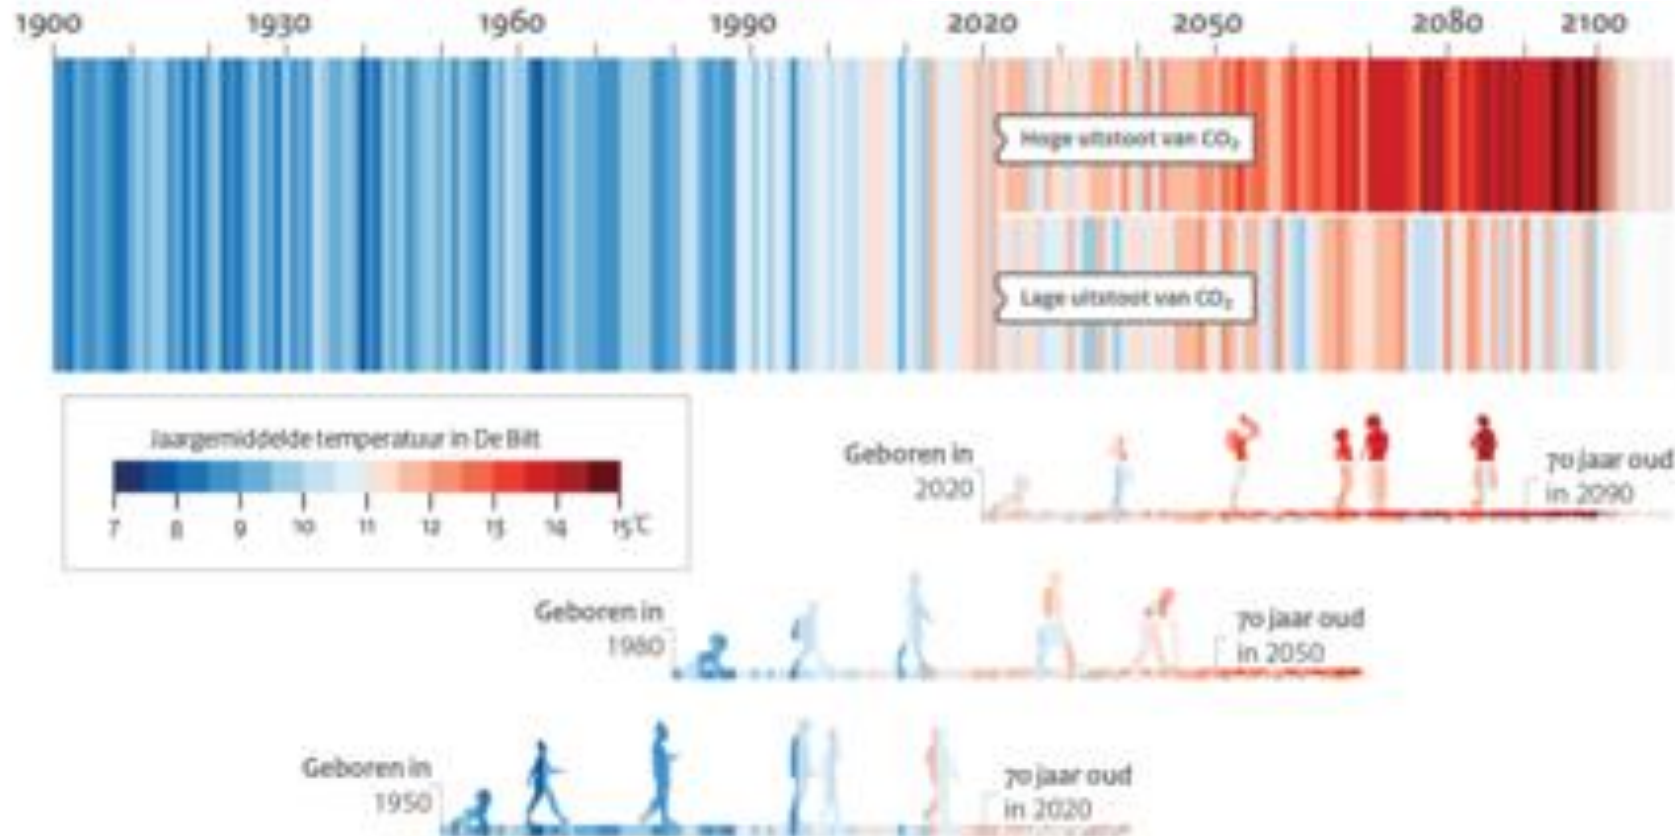 1900 1930 1960 1990 2020 2050 2080 2100
Hoge uitstoot van CO₂
Lage uitstoot van CO₂
Jaargemiddelde temperatuur in De Bilt
7 8 9 10 11 12 13 14 15°C
Geboren in
2020
70 jaar oud
in 2090
Geboren in
1980
70 jaar oud
in 2050
Geboren in
1950
70 jaar oud
in 2020